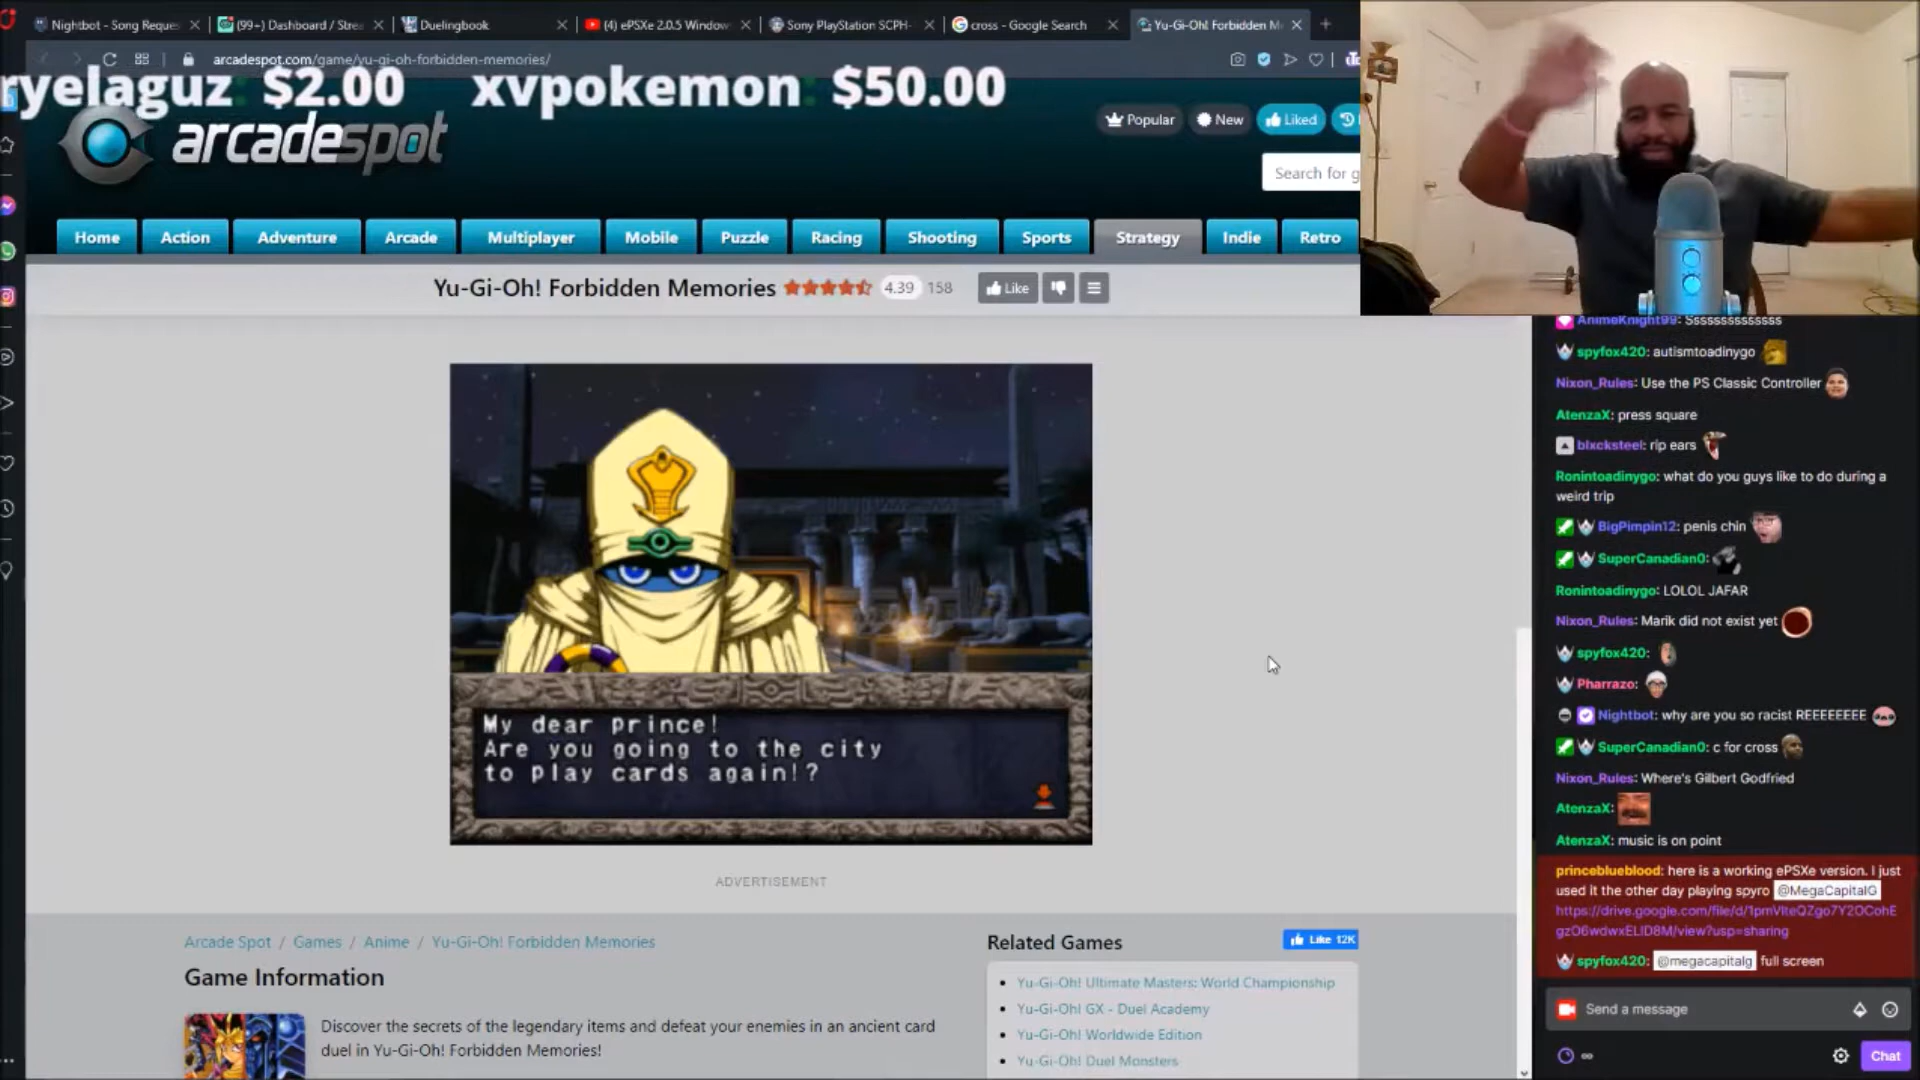 Nightbot - Song Reques
(99+) Dashboard / Strea
Duelingbook
(4) ePSXe 2.0.5 Window
Sony PlayStation SCPH-
cross - Google Search
Yu-Gi-Oh! Forbidden M
arcadespot.com/game/yu-gi-oh-forbidden-memories/
ryelaguz: $2.00 xvpokemon: $50.00
arcadespot
Popular
New
Liked
Search for g
Home
Action
Adventure
Arcade
Multiplayer
Mobile
Puzzle
Racing
Shooting
Sports
Strategy
Indie
Retro
Yu-Gi-Oh! Forbidden Memories
4.39 158
Like
My dear prince!
Are you going to the city
to play cards again!?
ADVERTISEMENT
Arcade Spot / Games / Anime / Yu-Gi-Oh! Forbidden Memories
Game Information
Discover the secrets of the legendary items and defeat your enemies in an ancient card
duel in Yu-Gi-Oh! Forbidden Memories!
Related Games
Like 12K
Yu-Gi-Oh! Ultimate Masters: World Championship
Yu-Gi-Oh! GX - Duel Academy
Yu-Gi-Oh! Worldwide Edition
Yu-Gi-Oh! Duel Monsters
AnimeKnight99: Sssssssssssss
spyfox420: autismtoadinygo
Nixon_Rules: Use the PS Classic Controller
AtenzaX: press square
blxcksteel: rip ears
Ronintoadinygo: what do you guys like to do during a
weird trip
BigPimpin12: penis chin
SuperCanadian0:
Ronintoadinygo: LOLOL JAFAR
Nixon_Rules: Marik did not exist yet
spyfox420:
Pharrazo:
Nightbot: why are you so racist REEEEEEEE
SuperCanadian0: c for cross
Nixon_Rules: Where's Gilbert Godfried
AtenzaX:
AtenzaX: music is on point
princeblueblood: here is a working ePSXe version. I just
used it the other day playing spyro @MegaCapitalG
spyfox420: @megacapitalg full screen
Send a message
Chat